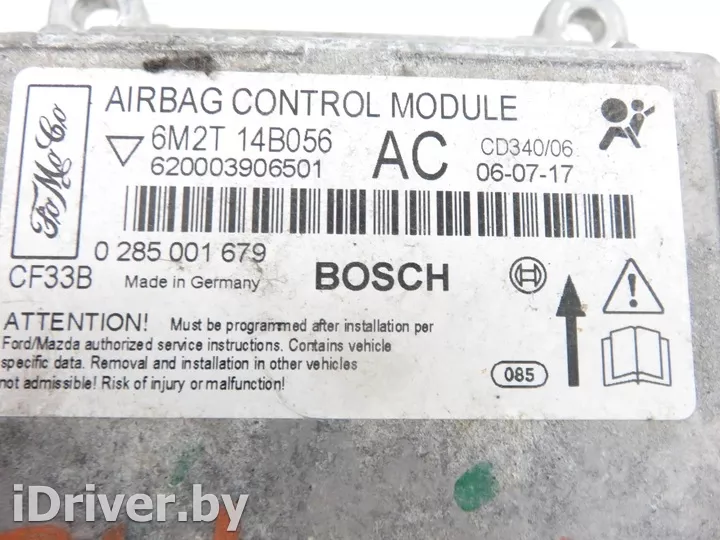 FoMoCo
AIRBAG CONTROL MODULE
6M2T 14B056 AC CD340/06
620003906501 06-07-17
0 285 001 679
CF33B Made in Germany BOSCH
ATTENTION! Must be programmed after installation per
Ford/Mazda authorized service instructions. Contains vehicle
specific data. Removal and installation in other vehicles
not admissible! Risk of injury or malfunction!
085
iDriver.by